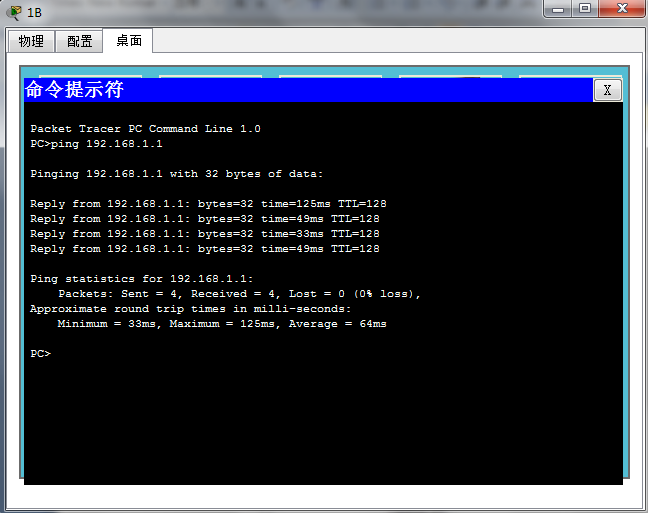 1B
物理 配置 桌面
命令提示符
X
Packet Tracer PC Command Line 1.0
PC>ping 192.168.1.1
Pinging 192.168.1.1 with 32 bytes of data:
Reply from 192.168.1.1: bytes=32 time=125ms TTL=128
Reply from 192.168.1.1: bytes=32 time=49ms TTL=128
Reply from 192.168.1.1: bytes=32 time=33ms TTL=128
Reply from 192.168.1.1: bytes=32 time=49ms TTL=128
Ping statistics for 192.168.1.1:
Packets: Sent = 4, Received = 4, Lost = 0 (0% loss),
Approximate round trip times in milli-seconds:
Minimum = 33ms, Maximum = 125ms, Average = 64ms
PC>